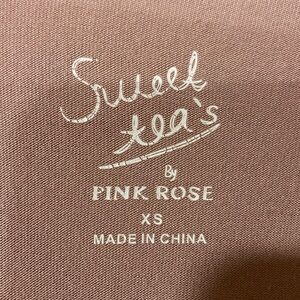 Sweet
tea's
By
PINK ROSE
XS
MADE IN CHINA